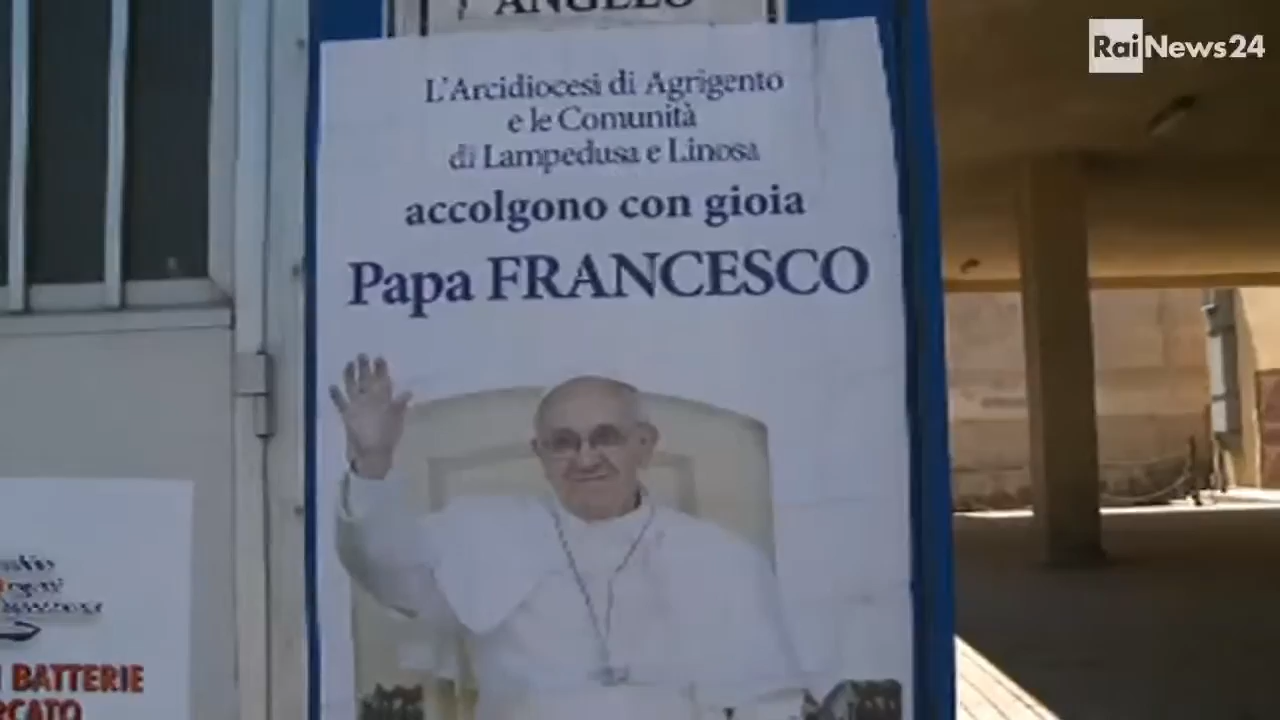 ANGELO
RaiNews24
L'Arcidiocesi di Agrigento
e le Comunità
di Lampedusa e Linosa
accolgono con gioia
Papa FRANCESCO
BATTERIE